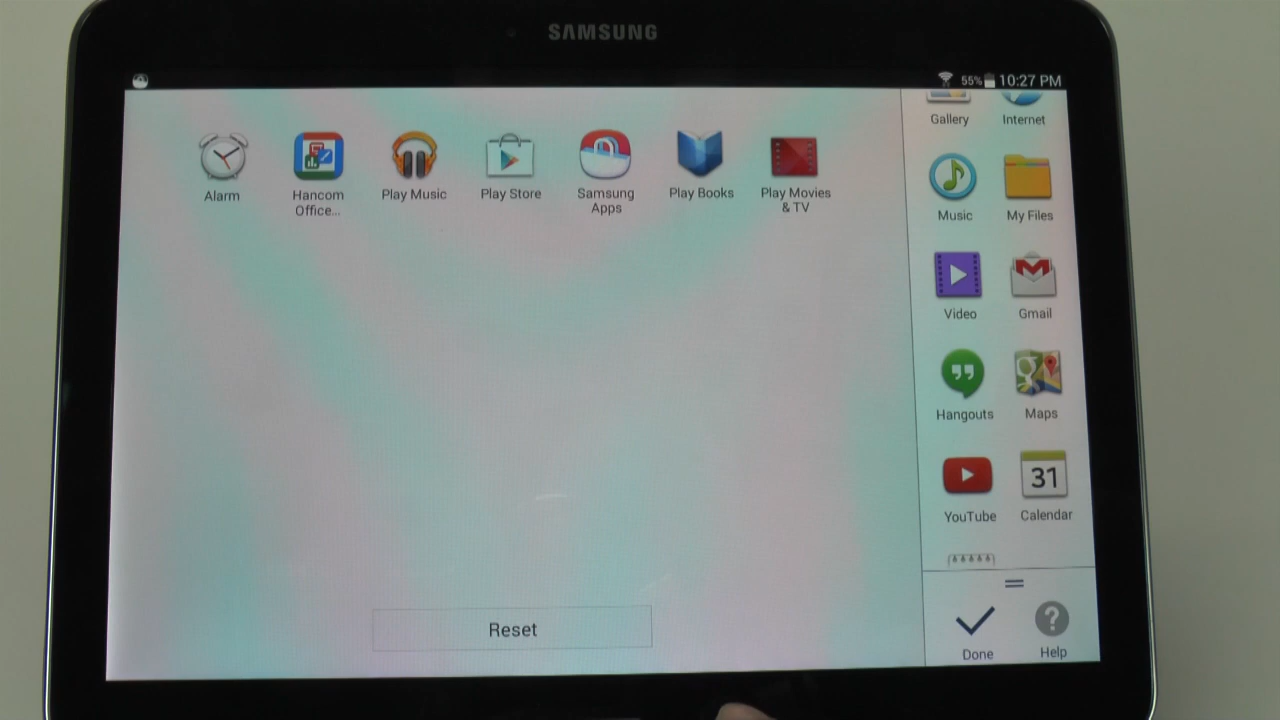 SAMSUNG
55% 10:27 PM
Gallery Internet
Alarm
Hancom
Office...
Play Music
Play Store
Samsung
Apps
Play Books
Play Movies
& TV
Music My Files
Video Gmail
Hangouts Maps
31
YouTube Calendar
Reset
Done
? Help